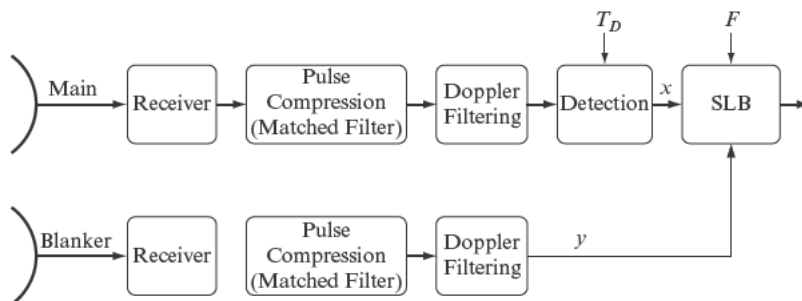 T_D
F
Main
Receiver
Pulse
Compression
(Matched Filter)
Doppler
Filtering
Detection
x
SLB
Blanker
Receiver
Pulse
Compression
(Matched Filter)
Doppler
Filtering
y